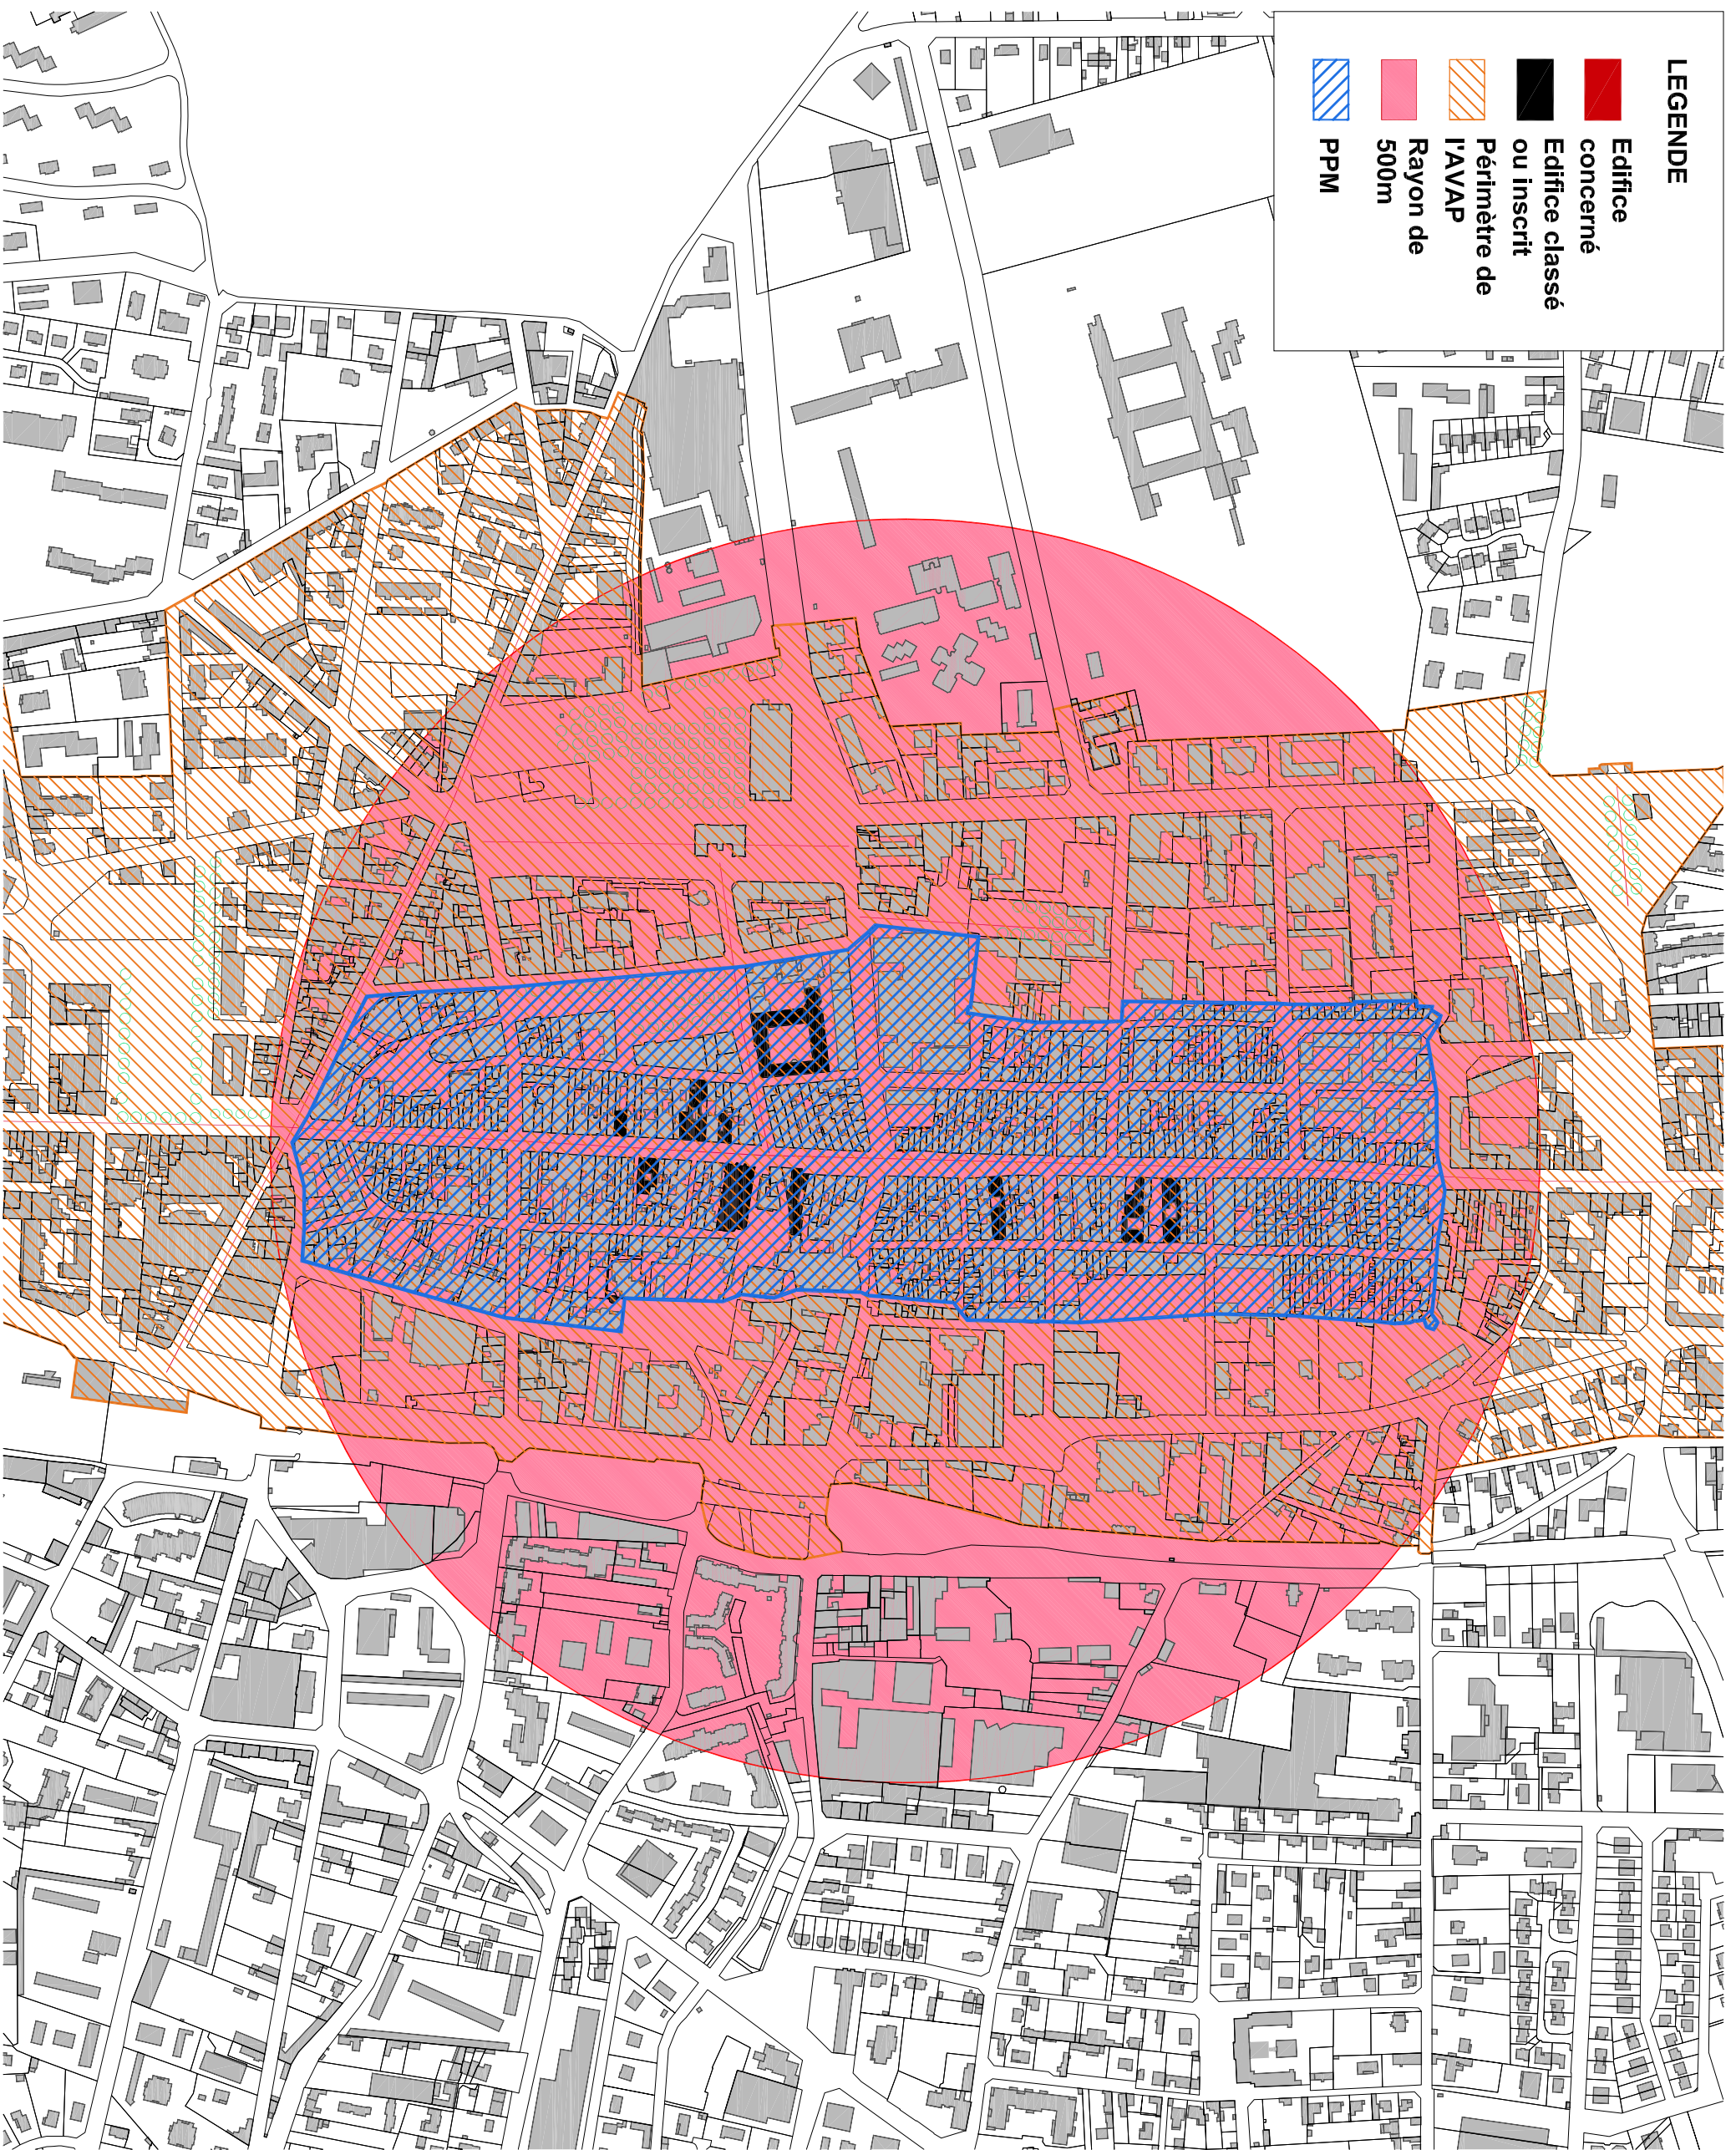 LEGENDE
Edifice
concerné
Edifice classé
ou inscrit
Périmètre de
l'AVAP
Rayon de
500m
PPM